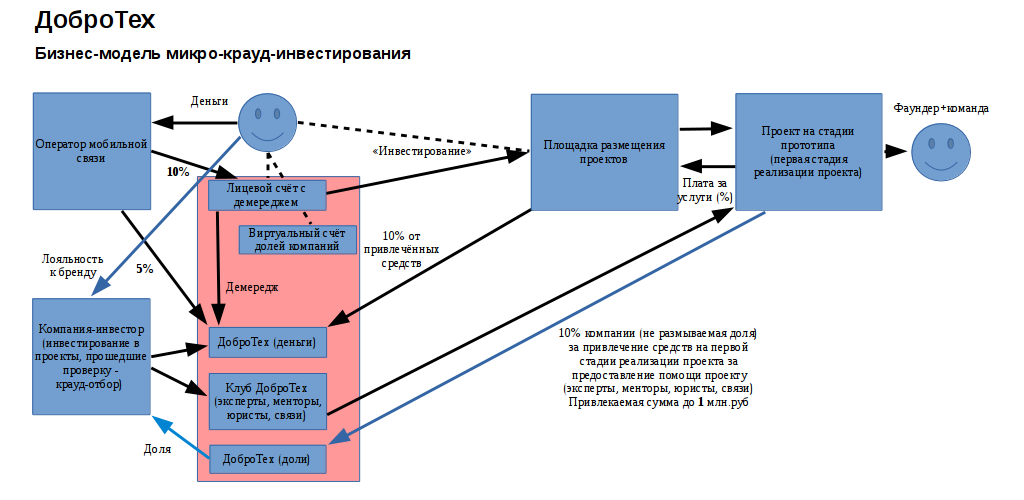 ДоброТех
Бизнес-модель микро-крауд-инвестирования
Деньги
Фаундер+команда
Оператор мобильной
связи
10%
«Инвестирование»
Площадка размещения
проектов
Проект на стадии
прототипа
(первая стадия
реализации проекта)
Лицевой счёт с
демереджем
Плата за
услуги (%)
Виртуальный счёт
долей компаний
10% от
привлечённых
средств
Лояльность
к бренду
5%
Демередж
Компания-инвестор
(инвестирование в
проекты, прошедшие
проверку -
крауд-отбор)
ДоброТех (деньги)
Клуб ДоброТех
(эксперты, менторы,
юристы, связи)
ДоброТех (доли)
Доля
10% компании (не размываемая доля)
за привлечение средств на первой
стадии реализации проекта за
предоставление помощи проекту
(эксперты, менторы, юристы, связи)
Привлекаемая сумма до 1 млн.руб